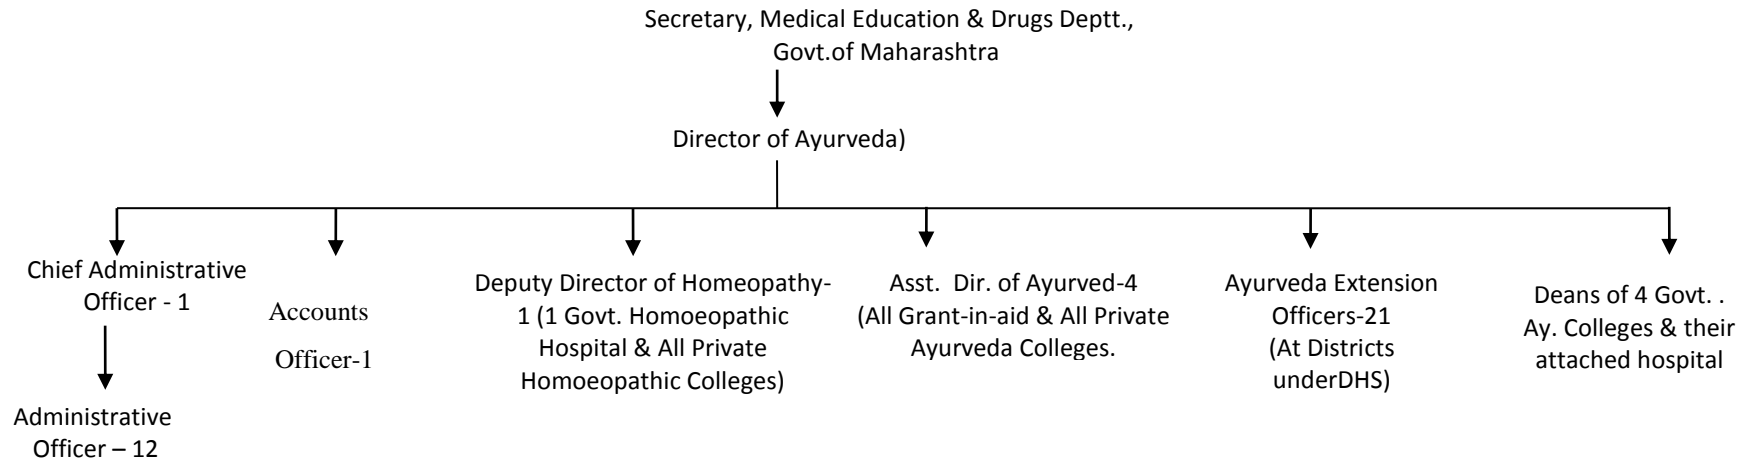 Secretary, Medical Education & Drugs Deptt.,
Govt.of Maharashtra
Director of Ayurveda)
Chief Administrative
Officer - 1
Administrative
Officer – 12
Accounts
Officer-1
Deputy Director of Homeopathy-
1 (1 Govt. Homoeopathic
Hospital & All Private
Homoeopathic Colleges)
Asst. Dir. of Ayurved-4
(All Grant-in-aid & All Private
Ayurveda Colleges.
Ayurveda Extension
Officers-21
(At Districts
underDHS)
Deans of 4 Govt. .
Ay. Colleges & their
attached hospital